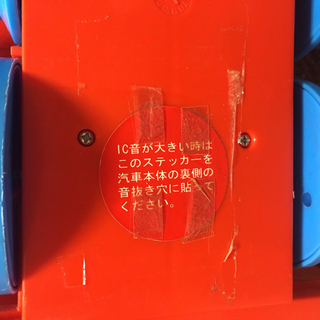 IC音が大きい時は
このステッカーを
汽車本体の裏側の
音抜き穴に貼って
ください。